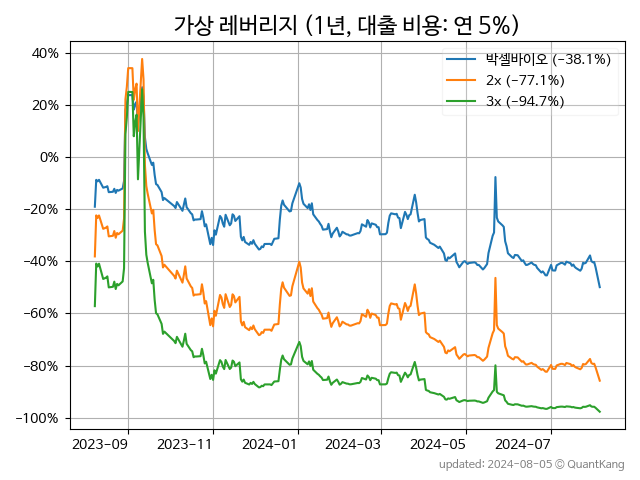 가상 레버리지 (1년, 대출 비용: 연 5%)
40%
20%
0%
−20%
−40%
−60%
−80%
−100%
박셀바이오 (−38.1%)
2x (−77.1%)
3x (−94.7%)
2023-09 2023-11 2024-01 2024-03 2024-05 2024-07
updated: 2024-08-05 © QuantKang